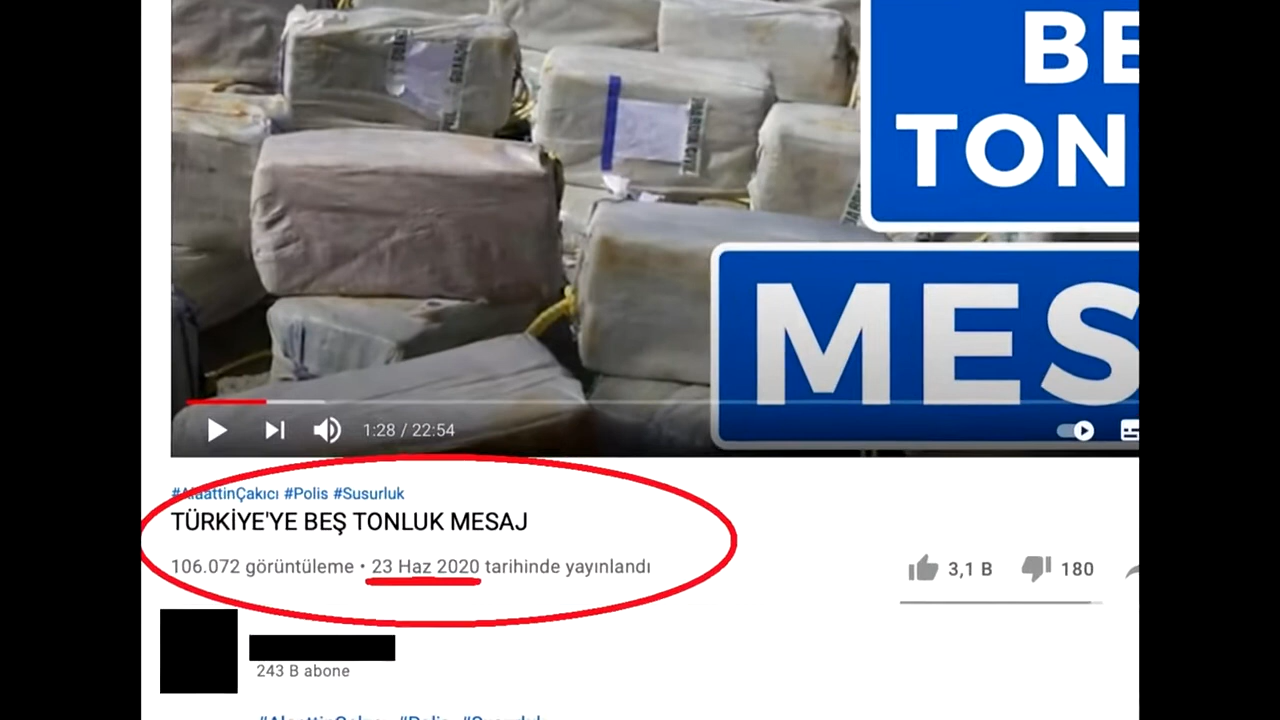 BE
TON
MES
1:28 / 22:54
#AlaattinÇakıcı #Polis #Susurluk
TÜRKİYE'YE BEŞ TONLUK MESAJ
106.072 görüntüleme • 23 Haz 2020 tarihinde yayınlandı
3,1 B 180
243 B abone